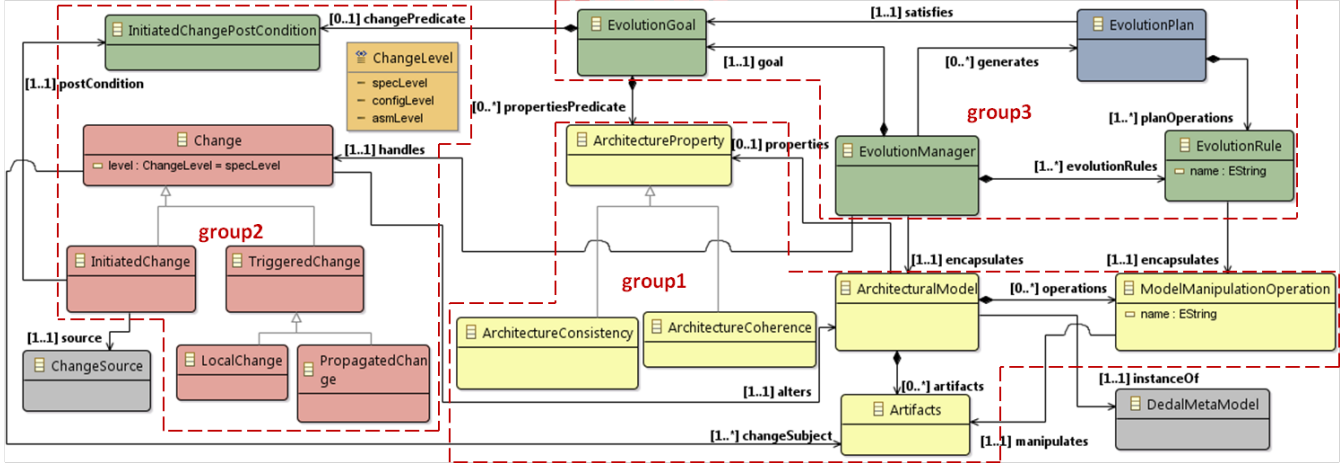 [0..1] changePredicate
EvolutionGoal
[1..1] satisfies
EvolutionPlan
InitiatedChangePostCondition
ChangeLevel
specLevel
configLevel
asmLevel
[1..1] goal
[0..*] generates
[1..1] postCondition
[0..*] propertiesPredicate
group3
[1..*] planOperations
Change
level : ChangeLevel = specLevel
[1..1] handles
ArchitectureProperty
[0..1] properties
EvolutionManager
[1..*] evolutionRules
EvolutionRule
name : EString
group2
InitiatedChange
TriggeredChange
group1
[1..1] encapsulates
[1..1] encapsulates
ArchitecturalModel
[0..*] operations
ModelManipulationOperation
name : EString
ArchitectureConsistency
ArchitectureCoherence
[1..1] source
ChangeSource
LocalChange
PropagatedChan
ge
[1..1] alters
[0..*] artifacts
[1..1] instanceOf
DedalMetaModel
Artifacts
[1..*] changeSubject
[1..1] manipulates